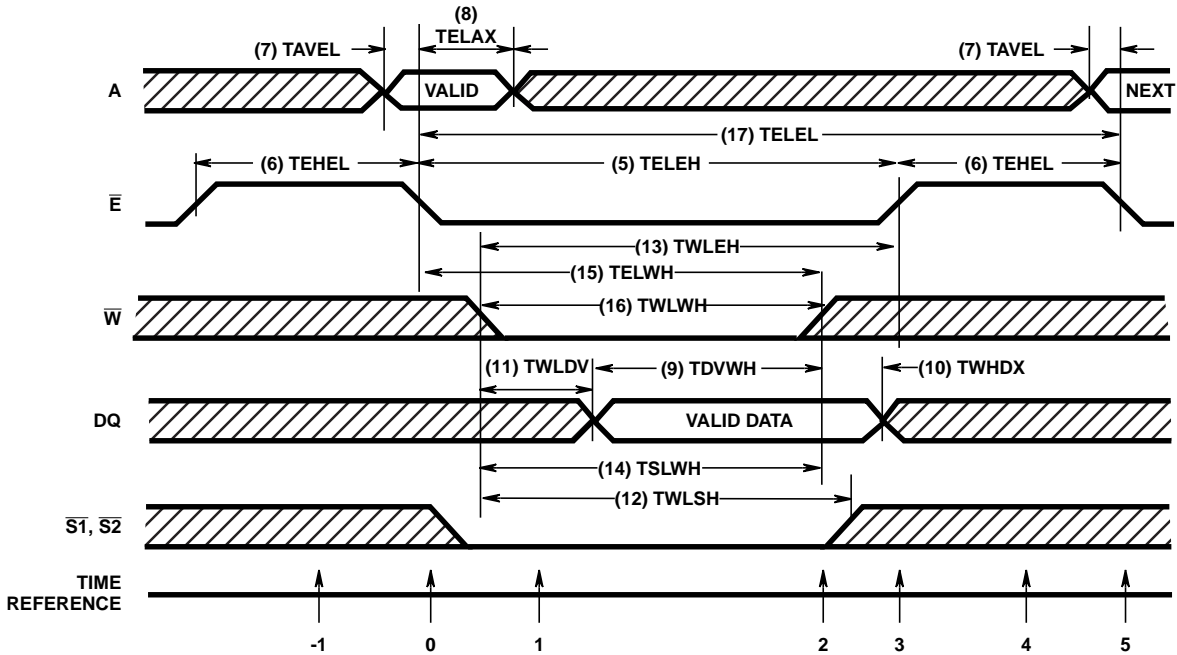 (8)
TELAX
(7) TAVEL
(7) TAVEL
A
VALID
NEXT
(17) TELEL
(6) TEHEL
(5) TELEH
(6) TEHEL
E
(13) TWLEH
(15) TELWH
W
(16) TWLWH
(11) TWLDV
(9) TDVWH
(10) TWHDX
DQ
VALID DATA
(14) TSLWH
(12) TWLSH
S1, S2
TIME
REFERENCE
-1
0
1
2
3
4
5